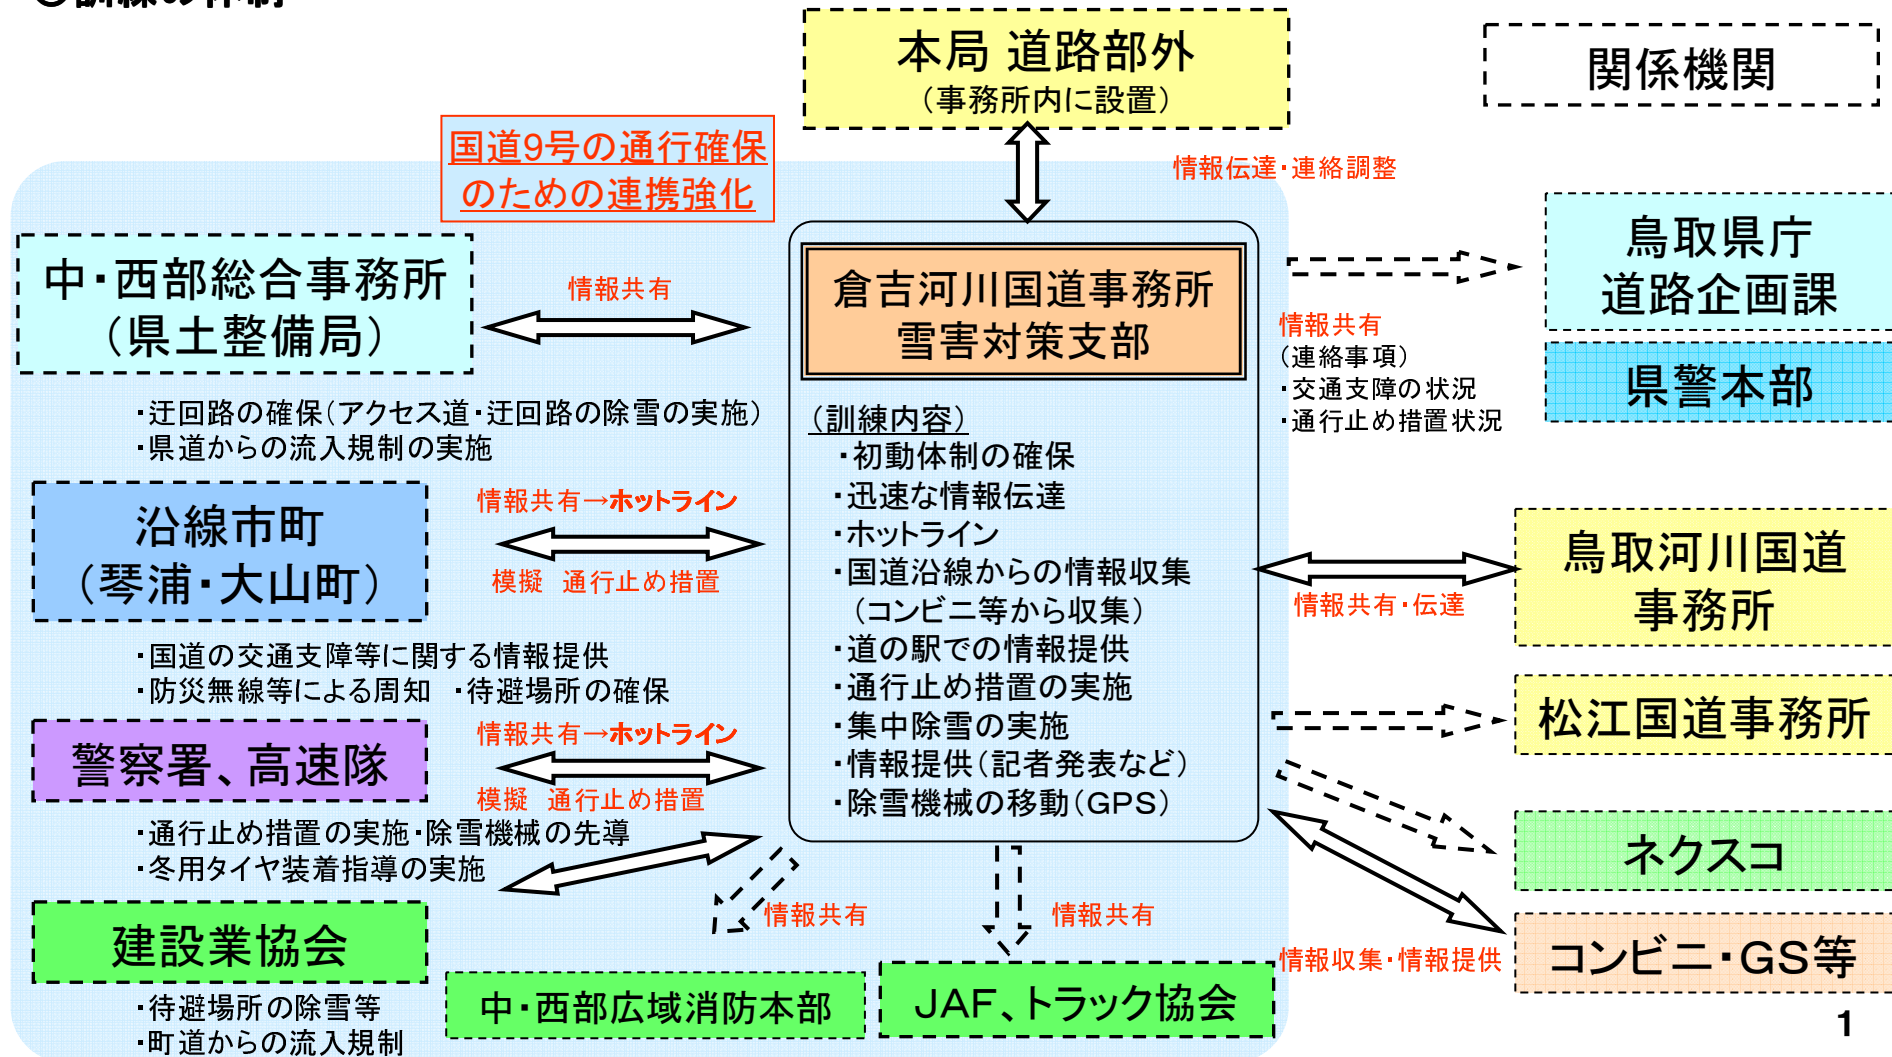 〇訓練の体制
本局 道路部外
（事務所内に設置）
関係機関
国道9号の通行確保
のための連携強化
情報伝達・連絡調整
中・西部総合事務所
（県土整備局）
情報共有
倉吉河川国道事務所
雪害対策支部
鳥取県庁
道路企画課
情報共有
（連絡事項）
・交通支障の状況
・通行止め措置状況
県警本部
・迂回路の確保（アクセス道・迂回路の除雪の実施）
・県道からの流入規制の実施
（訓練内容）
・初動体制の確保
・迅速な情報伝達
・ホットライン
・国道沿線からの情報収集
（コンビニ等から収集）
・道の駅での情報提供
・通行止め措置の実施
・集中除雪の実施
・情報提供（記者発表など）
・除雪機械の移動（GPS）
沿線市町
（琴浦・大山町）
情報共有→ホットライン
模擬　通行止め措置
鳥取河川国道
事務所
情報共有・伝達
・国道の交通支障等に関する情報提供
・防災無線等による周知　・待避場所の確保
松江国道事務所
警察署、高速隊
情報共有→ホットライン
模擬　通行止め措置
・通行止め措置の実施・除雪機械の先導
・冬用タイヤ装着指導の実施
ネクスコ
建設業協会
情報共有
情報共有
情報収集・情報提供
コンビニ・GS等
・待避場所の除雪等
・町道からの流入規制
中・西部広域消防本部
JAF、トラック協会
1